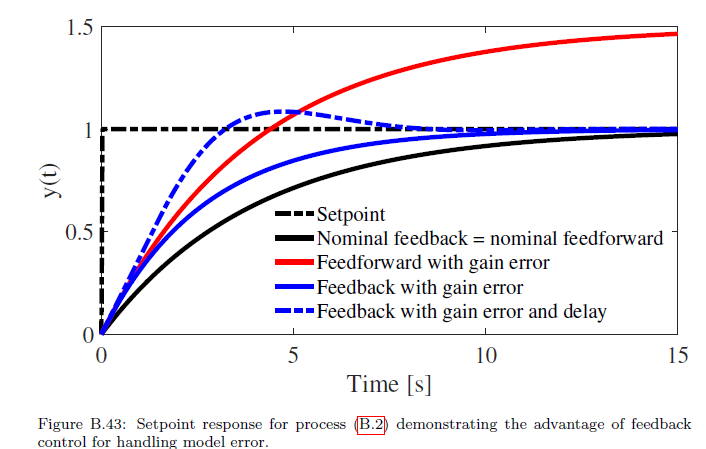 1.5
1
0.5
0
y(t)
Setpoint
Nominal feedback = nominal feedforward
Feedforward with gain error
Feedback with gain error
Feedback with gain error and delay
0
5
10
15
Time [s]
Figure B.43: Setpoint response for process (B.2) demonstrating the advantage of feedback
control for handling model error.